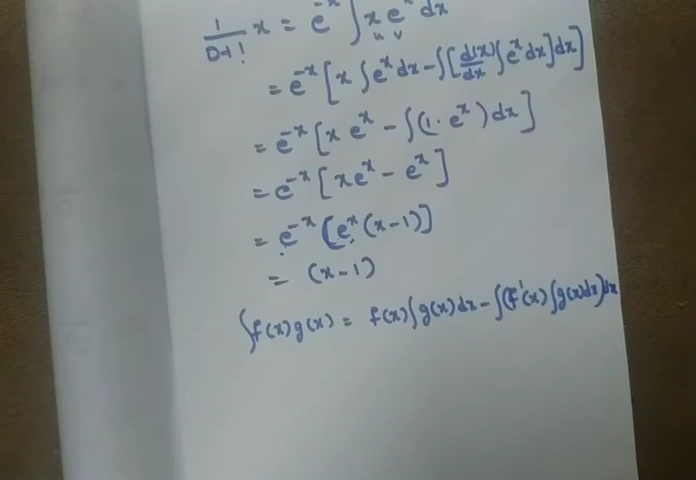 1/D+1! x = e^-x ∫ x e^x dx
u v
= e^-x [x ∫ e^x dx - ∫ [d(x)/dx ∫ e^x dx] dx]
= e^-x [x e^x - ∫ (1. e^x) dx]
= e^-x [x e^x - e^x]
= e^-x [e^x (x-1)]
= (x-1)
∫ f(x) g(x) = f(x) ∫ g(x) dx - ∫ (f'(x) ∫ g(x) dx) dx